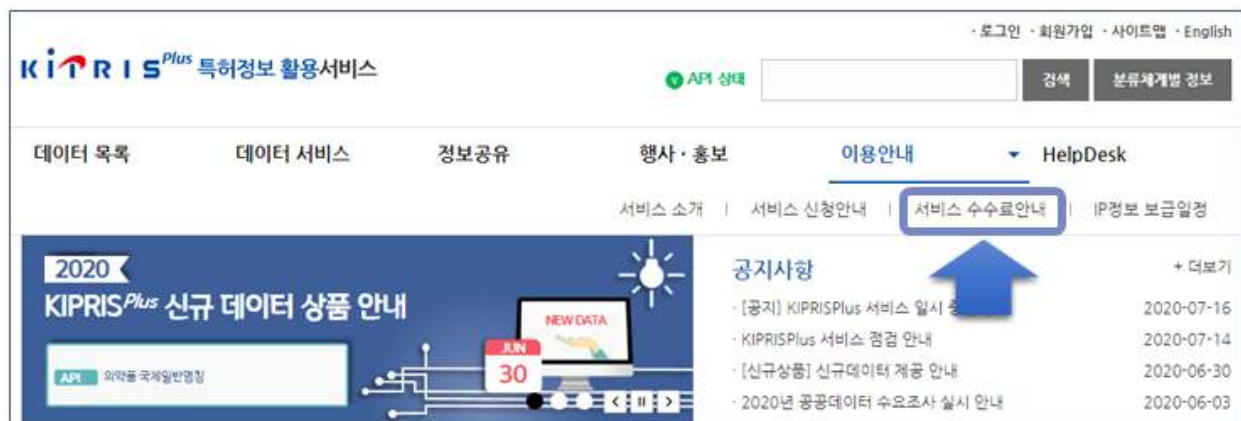 · 로그인 · 회원가입 · 사이트맵 · English
KIPRIS Plus 특허정보 활용서비스
API 상태
검색
분류체계별 정보
데이터 목록 데이터 서비스 정보공유 행사 · 홍보 이용안내 HelpDesk
서비스 소개 | 서비스 신청안내 | 서비스 수수료안내 | IP정보 보급일정
2020
KIPRIS Plus 신규 데이터 상품 안내
API 의약품 국제일반명칭
NEW DATA
JUN
30
공지사항 + 더보기
· [공지] KIPRISPlus 서비스 일시 2020-07-16
· KIPRISPlus 서비스 점검 안내 2020-07-14
· [신규상품] 신규데이터 제공 안내 2020-06-30
· 2020년 공공데이터 수요조사 실시 안내 2020-06-03